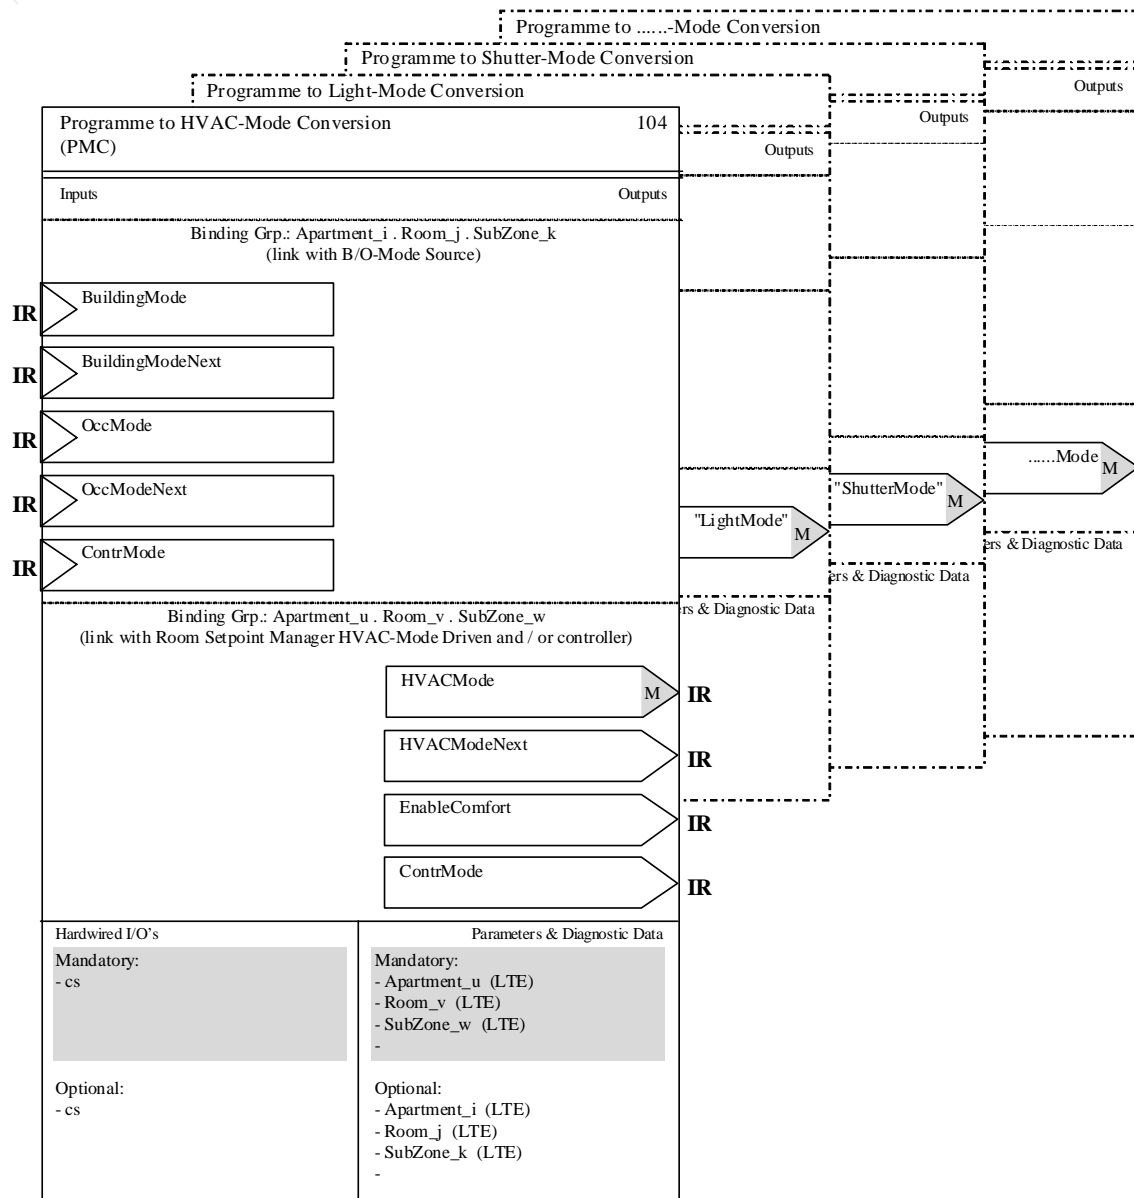 Programme to ......-Mode Conversion
Programme to Shutter-Mode Conversion
Outputs
Programme to Light-Mode Conversion
Outputs
Programme to HVAC-Mode Conversion 104
(PMC)
Outputs
Inputs Outputs
Binding Grp.: Apartment_i . Room_j . SubZone_k
(link with B/O-Mode Source)
IR BuildingMode
IR BuildingModeNext
IR OccMode
IR OccModeNext
IR ContrMode
......Mode M
"ShutterMode" M
"LightMode" M
ers & Diagnostic Data
ers & Diagnostic Data
rs & Diagnostic Data
Binding Grp.: Apartment_u . Room_v . SubZone_w
(link with Room Setpoint Manager HVAC-Mode Driven and / or controller)
HVACMode M IR
HVACModeNext IR
EnableComfort IR
ContrMode IR
Hardwired I/O's
Mandatory:
- cs
Optional:
- cs
Parameters & Diagnostic Data
Mandatory:
- Apartment_u (LTE)
- Room_v (LTE)
- SubZone_w (LTE)
-
Optional:
- Apartment_i (LTE)
- Room_j (LTE)
- SubZone_k (LTE)
-